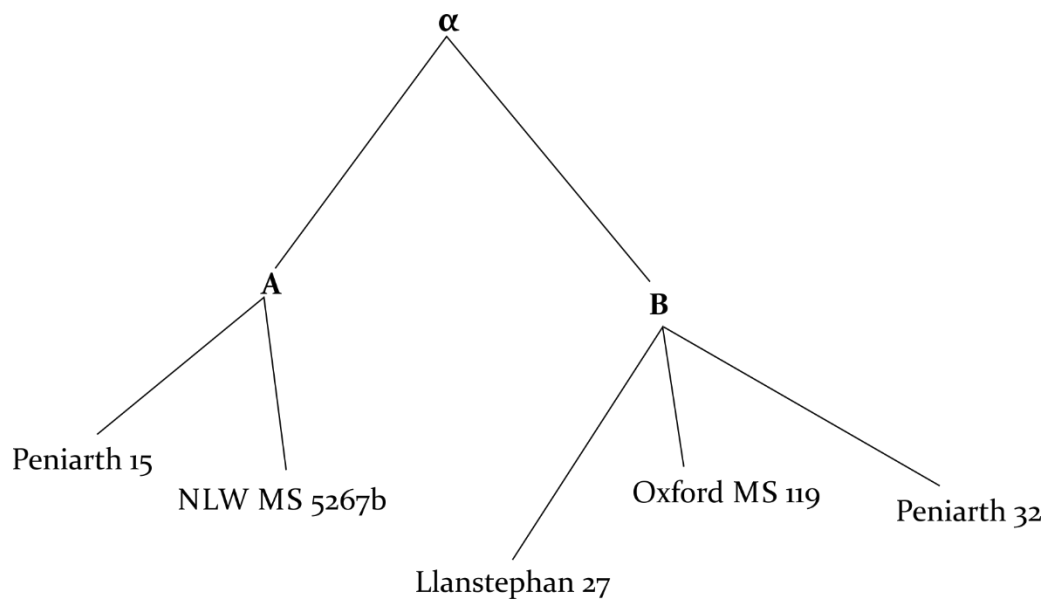 α
A
B
Peniarth 15
NLW MS 5267b
Oxford MS 119
Peniarth 32
Llanstephan 27